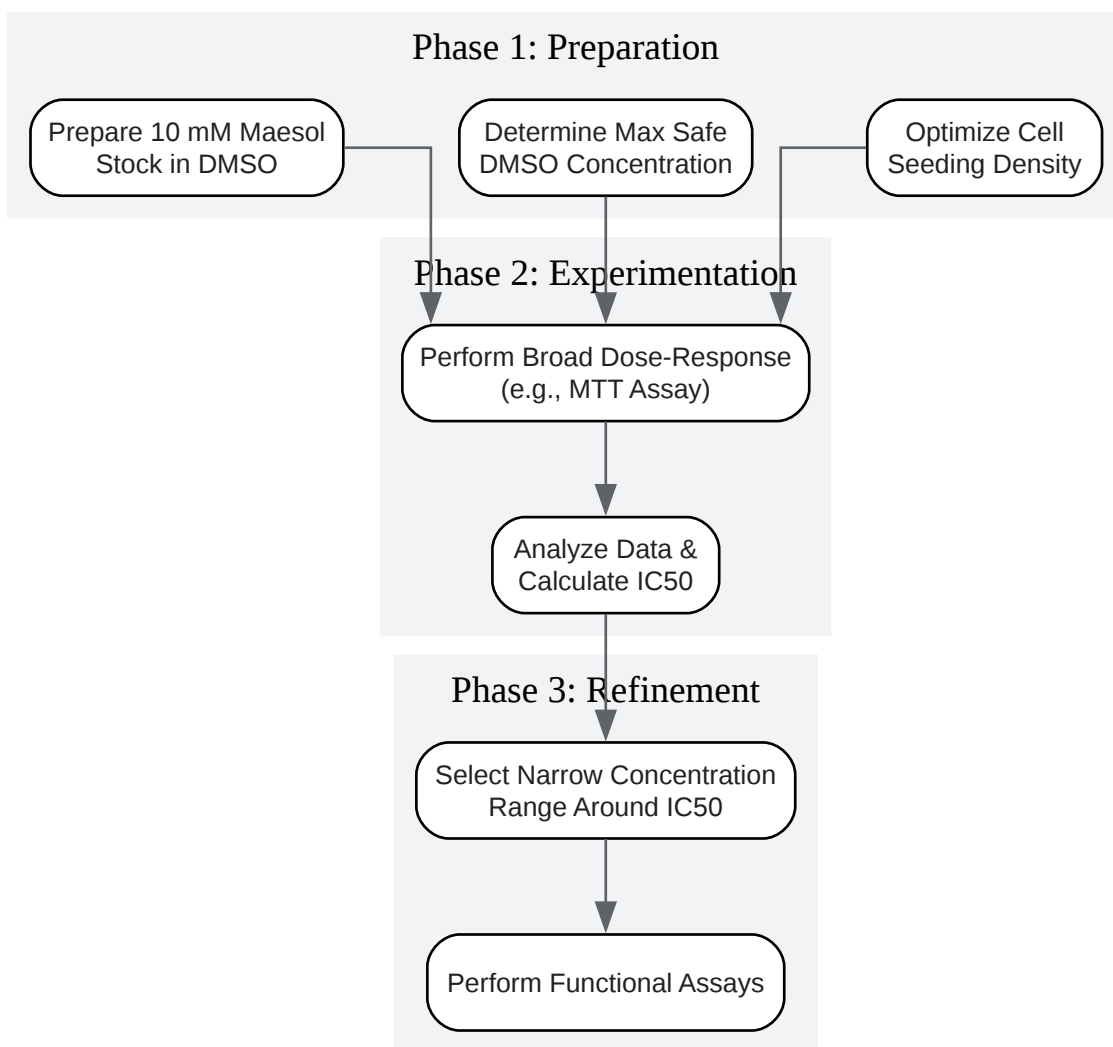 Phase 1: Preparation
Prepare 10 mM Maesol
Stock in DMSO
Determine Max Safe
DMSO Concentration
Optimize Cell
Seeding Density
Phase 2: Experimentation
Perform Broad Dose-Response
(e.g., MTT Assay)
Analyze Data &
Calculate IC50
Phase 3: Refinement
Select Narrow Concentration
Range Around IC50
Perform Functional Assays